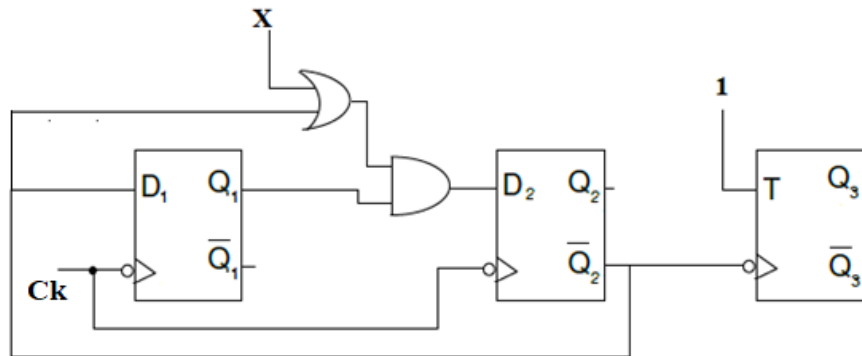 X
1
D₁ Q₁
D₂ Q₂
T Q₃
Q̅₁
Q̅₂
Q̅₃
Ck